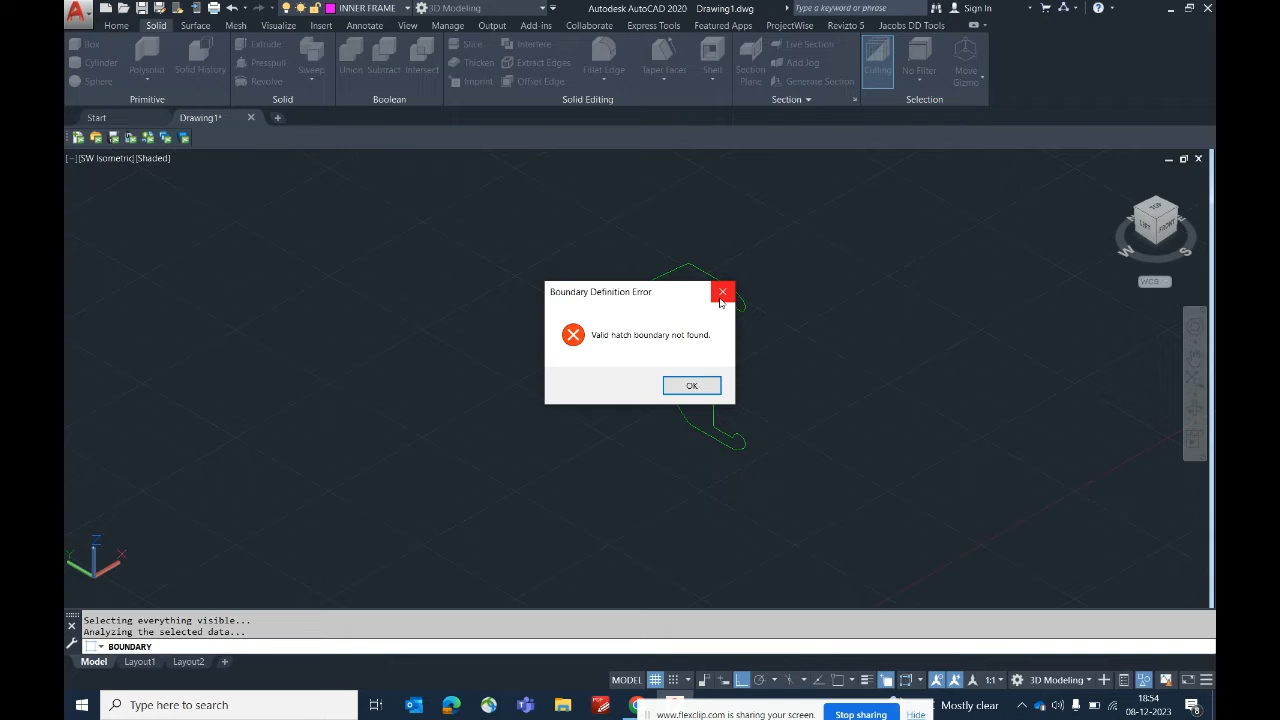 INNER FRAME
3D Modeling
Autodesk AutoCAD 2020 Drawing1.dwg
Type a keyword or phrase
Sign In
Home Solid Surface Mesh Visualize Insert Annotate View Manage Output Add-ins Collaborate Express Tools Featured Apps ProjectWise Revizto 5 Jacobs DD Tools
Box
Cylinder
Sphere
Polysolid
Solid History
Primitive
Extrude
Presspull
Revolve
Sweep
Solid
Union
Subtract
Intersect
Boolean
Slice
Thicken
Imprint
Interfere
Extract Edges
Offset Edge
Fillet Edge
Taper Faces
Shell
Solid Editing
Section
Plane
Live Section
Add Jog
Generate Section
Section
Culling
No Filter
Move
Gizmo
Selection
Start Drawing1*
[−][SW Isometric][Shaded]
TOP
LEFT
FRONT
W
S
WCS
Boundary Definition Error
Valid hatch boundary not found.
OK
Z
X
Y
Selecting everything visible...
Analyzing the selected data...
BOUNDARY
Model Layout1 Layout2
MODEL
1:1
3D Modeling
Type here to search
www.flexclip.com is sharing your screen.
Stop sharing
Hide
Mostly clear
ENG
18:54
08-12-2023